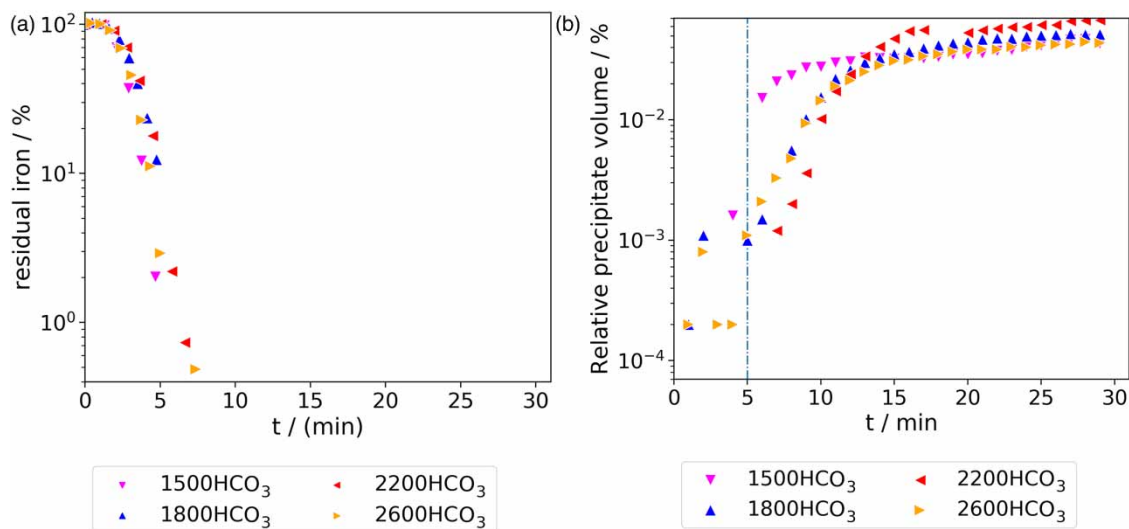 (a)
residual iron / %
10²
10¹
10⁰
0 5 10 15 20 25 30
t / (min)
1500HCO₃ 2200HCO₃
1800HCO₃ 2600HCO₃
(b)
Relative precipitate volume / %
10⁻²
10⁻³
10⁻⁴
0 5 10 15 20 25 30
t / min
1500HCO₃ 2200HCO₃
1800HCO₃ 2600HCO₃